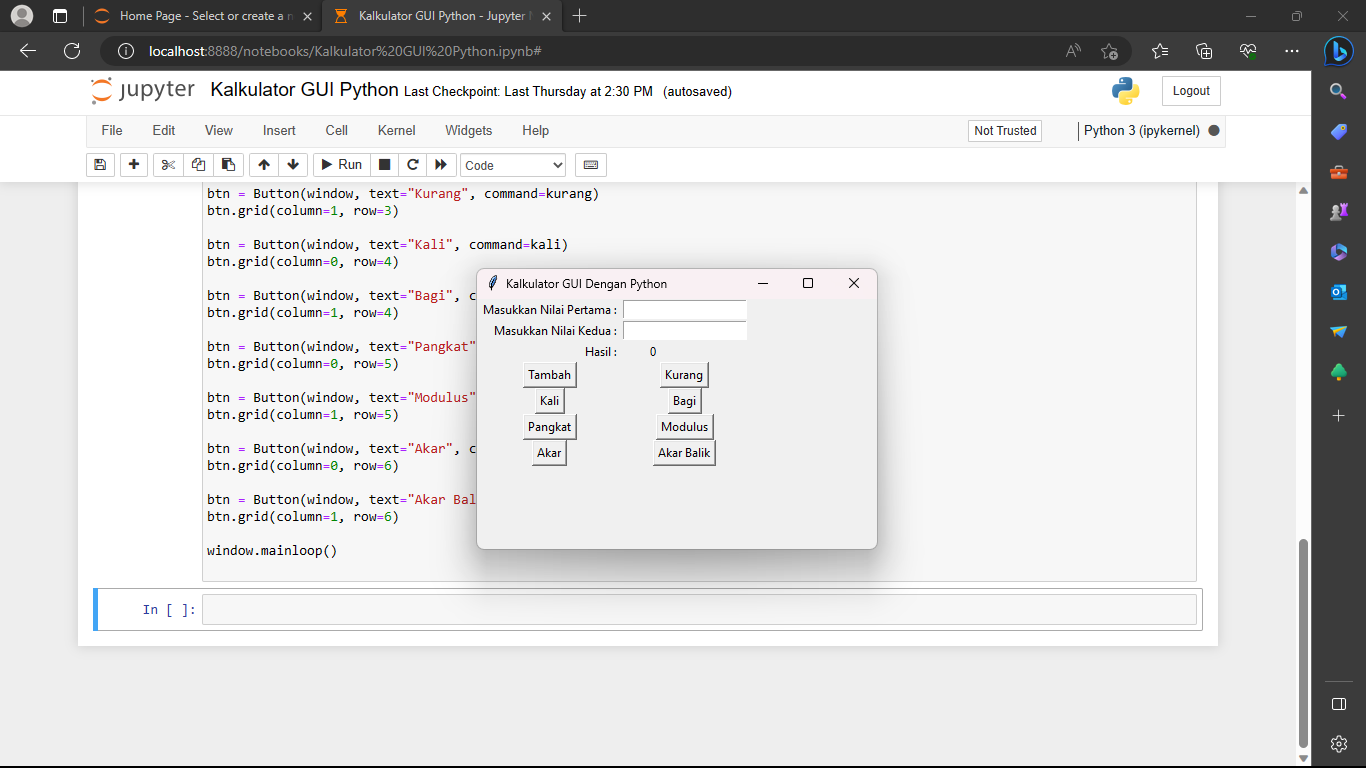 Home Page - Select or create a n
Kalkulator GUI Python - Jupyter N
localhost:8888/notebooks/Kalkulator%20GUI%20Python.ipynb#
jupyter Kalkulator GUI Python Last Checkpoint: Last Thursday at 2:30 PM (autosaved)
Logout
File Edit View Insert Cell Kernel Widgets Help
Not Trusted
Python 3 (ipykernel)
Run
Code
btn = Button(window, text="Kurang", command=kurang)
btn.grid(column=1, row=3)
btn = Button(window, text="Kali", command=kali)
btn.grid(column=0, row=4)
btn = Button(window, text="Bagi", c
btn.grid(column=1, row=4)
btn = Button(window, text="Pangkat"
btn.grid(column=0, row=5)
btn = Button(window, text="Modulus"
btn.grid(column=1, row=5)
btn = Button(window, text="Akar", c
btn.grid(column=0, row=6)
btn = Button(window, text="Akar Bal
btn.grid(column=1, row=6)
window.mainloop()
In [ ]:
Kalkulator GUI Dengan Python
Masukkan Nilai Pertama :
Masukkan Nilai Kedua :
Hasil : 0
Tambah Kurang
Kali Bagi
Pangkat Modulus
Akar Akar Balik